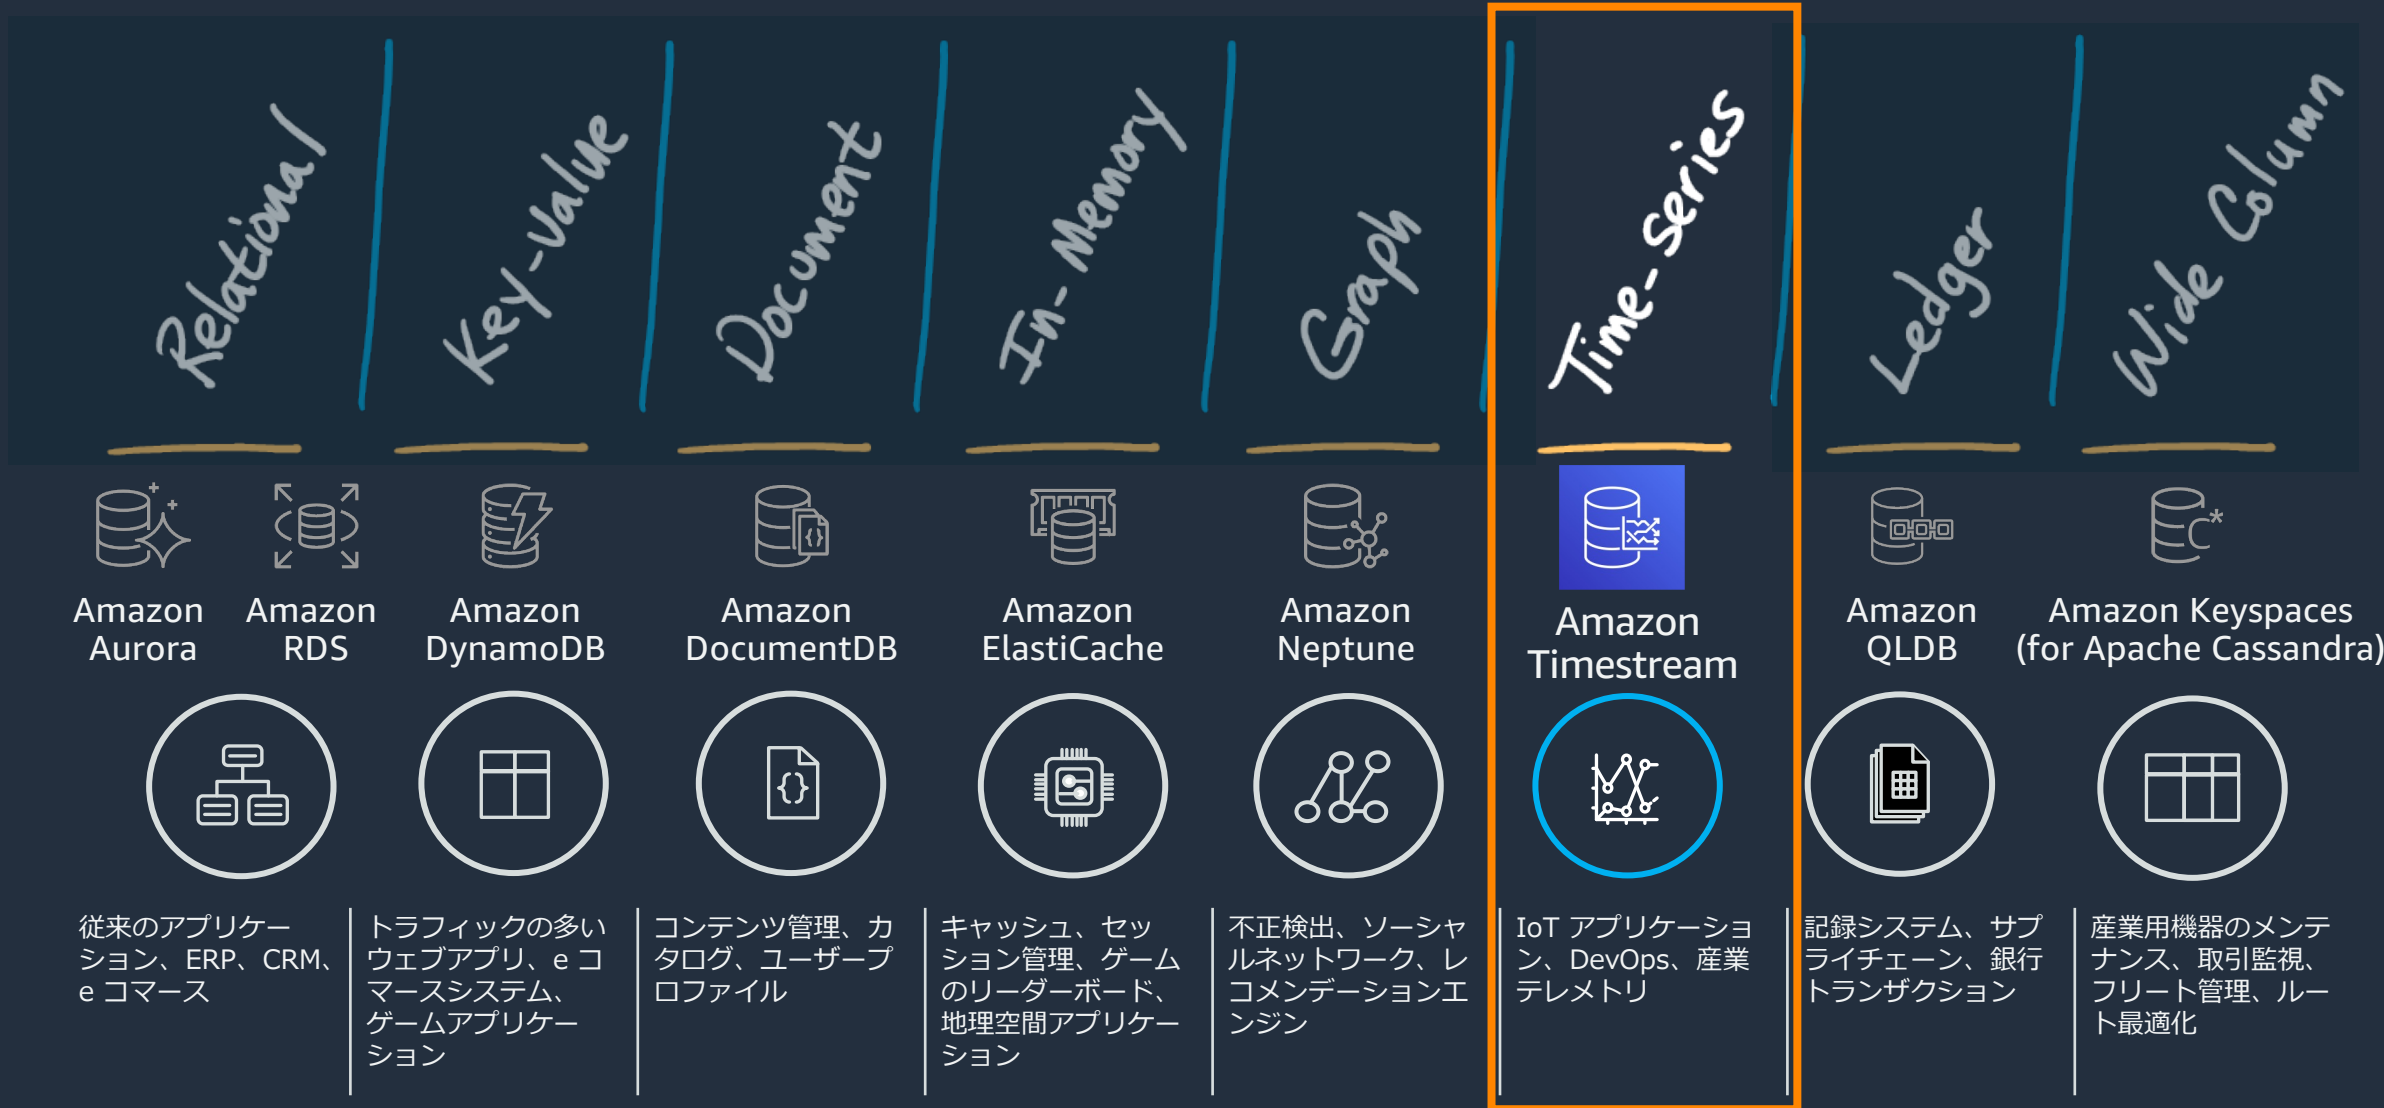 Relational
Key-Value
Document
In-Memory
Graph
Time-Series
Ledger
Wide Column
Amazon
Aurora
Amazon
RDS
Amazon
DynamoDB
Amazon
DocumentDB
Amazon
ElastiCache
Amazon
Neptune
Amazon
Timestream
Amazon
QLDB
Amazon Keyspaces
(for Apache Cassandra)
従来のアプリケー
ション、ERP、CRM、
e コマース
トラフィックの多い
ウェブアプリ、e コ
マースシステム、
ゲームアプリケー
ション
コンテンツ管理、カ
タログ、ユーザープ
ロファイル
キャッシュ、セッ
ション管理、ゲーム
のリーダーボード、
地理空間アプリケー
ション
不正検出、ソーシャ
ルネットワーク、レ
コメンデーションエ
ンジン
IoT アプリケーショ
ン、DevOps、産業
テレメトリ
記録システム、サプ
ライチェーン、銀行
トランザクション
産業用機器のメンテ
ナンス、取引監視、
フリート管理、ルー
ト最適化